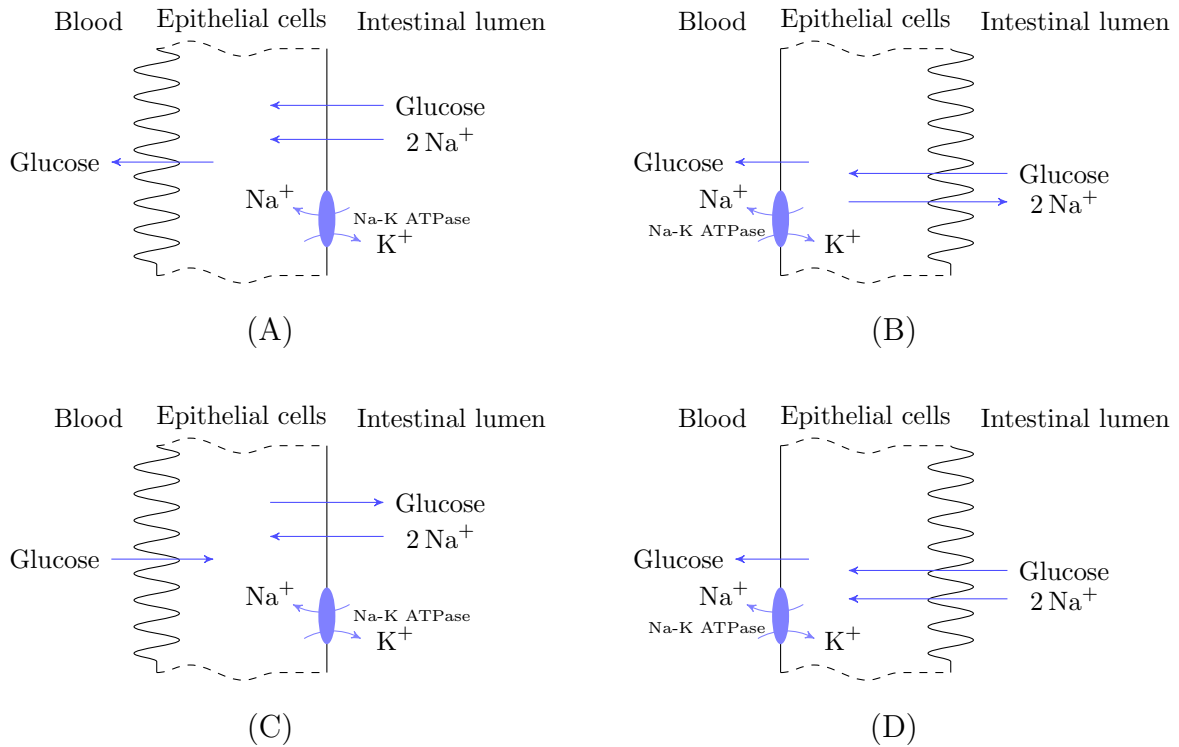 Blood Epithelial cells Intestinal lumen
Glucose
2 Na+
Glucose
Na+
Na-K ATPase
K+
(A)
Blood Epithelial cells Intestinal lumen
Glucose
Glucose
Na+
2 Na+
Na-K ATPase
K+
(B)
Blood Epithelial cells Intestinal lumen
Glucose
2 Na+
Glucose
Na+
Na-K ATPase
K+
(C)
Blood Epithelial cells Intestinal lumen
Glucose
Glucose
Na+
2 Na+
Na-K ATPase
K+
(D)